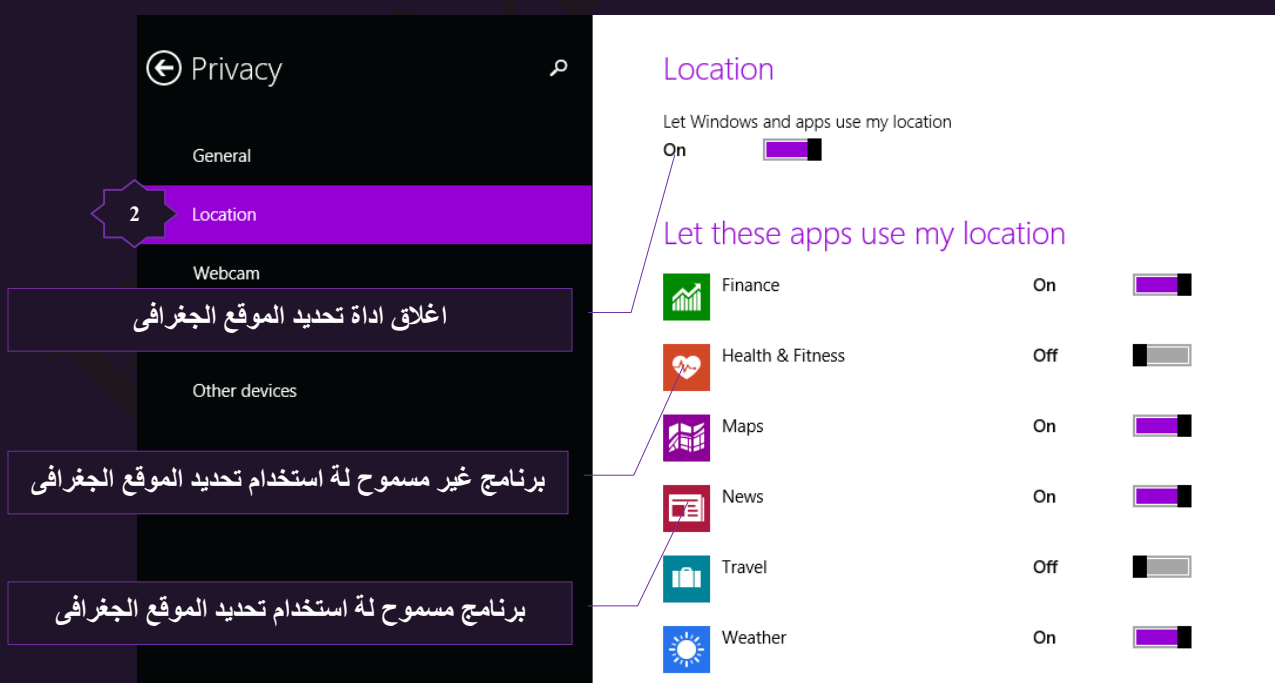 Privacy
General
2
Location
Webcam
اغلاق اداة تحديد الموقع الجغرافى
Other devices
برنامج غير مسموح لة استخدام تحديد الموقع الجغرافى
برنامج مسموح لة استخدام تحديد الموقع الجغرافى
Location
Let Windows and apps use my location
On
Let these apps use my location
Finance On
Health & Fitness Off
Maps On
News On
Travel Off
Weather On